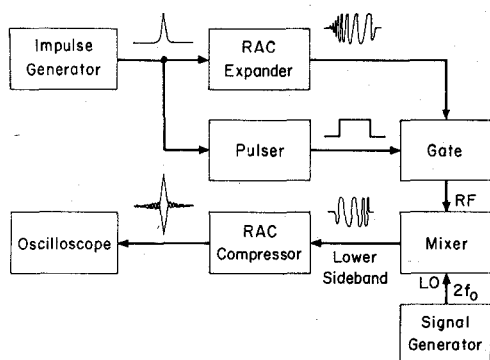 Impulse
Generator
RAC
Expander
Pulser
Gate
RF
Oscilloscope
RAC
Compressor
Lower
Sideband
Mixer
LO
2f₀
Signal
Generator